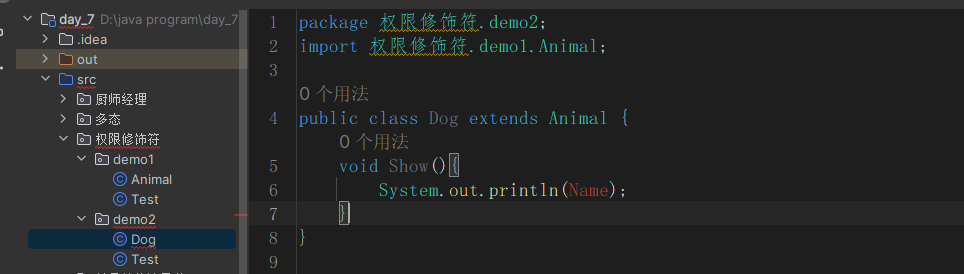 day_7 D:\java program\day_7
.idea
out
src
厨师经理
多态
权限修饰符
demo1
Animal
Test
demo2
Dog
Test
1 package 权限修饰符.demo2;
2 import 权限修饰符.demo1.Animal;
3
0 个用法
4 public class Dog extends Animal {
0 个用法
5 void Show(){
6 System.out.println(Name);
7 }
8 }
9